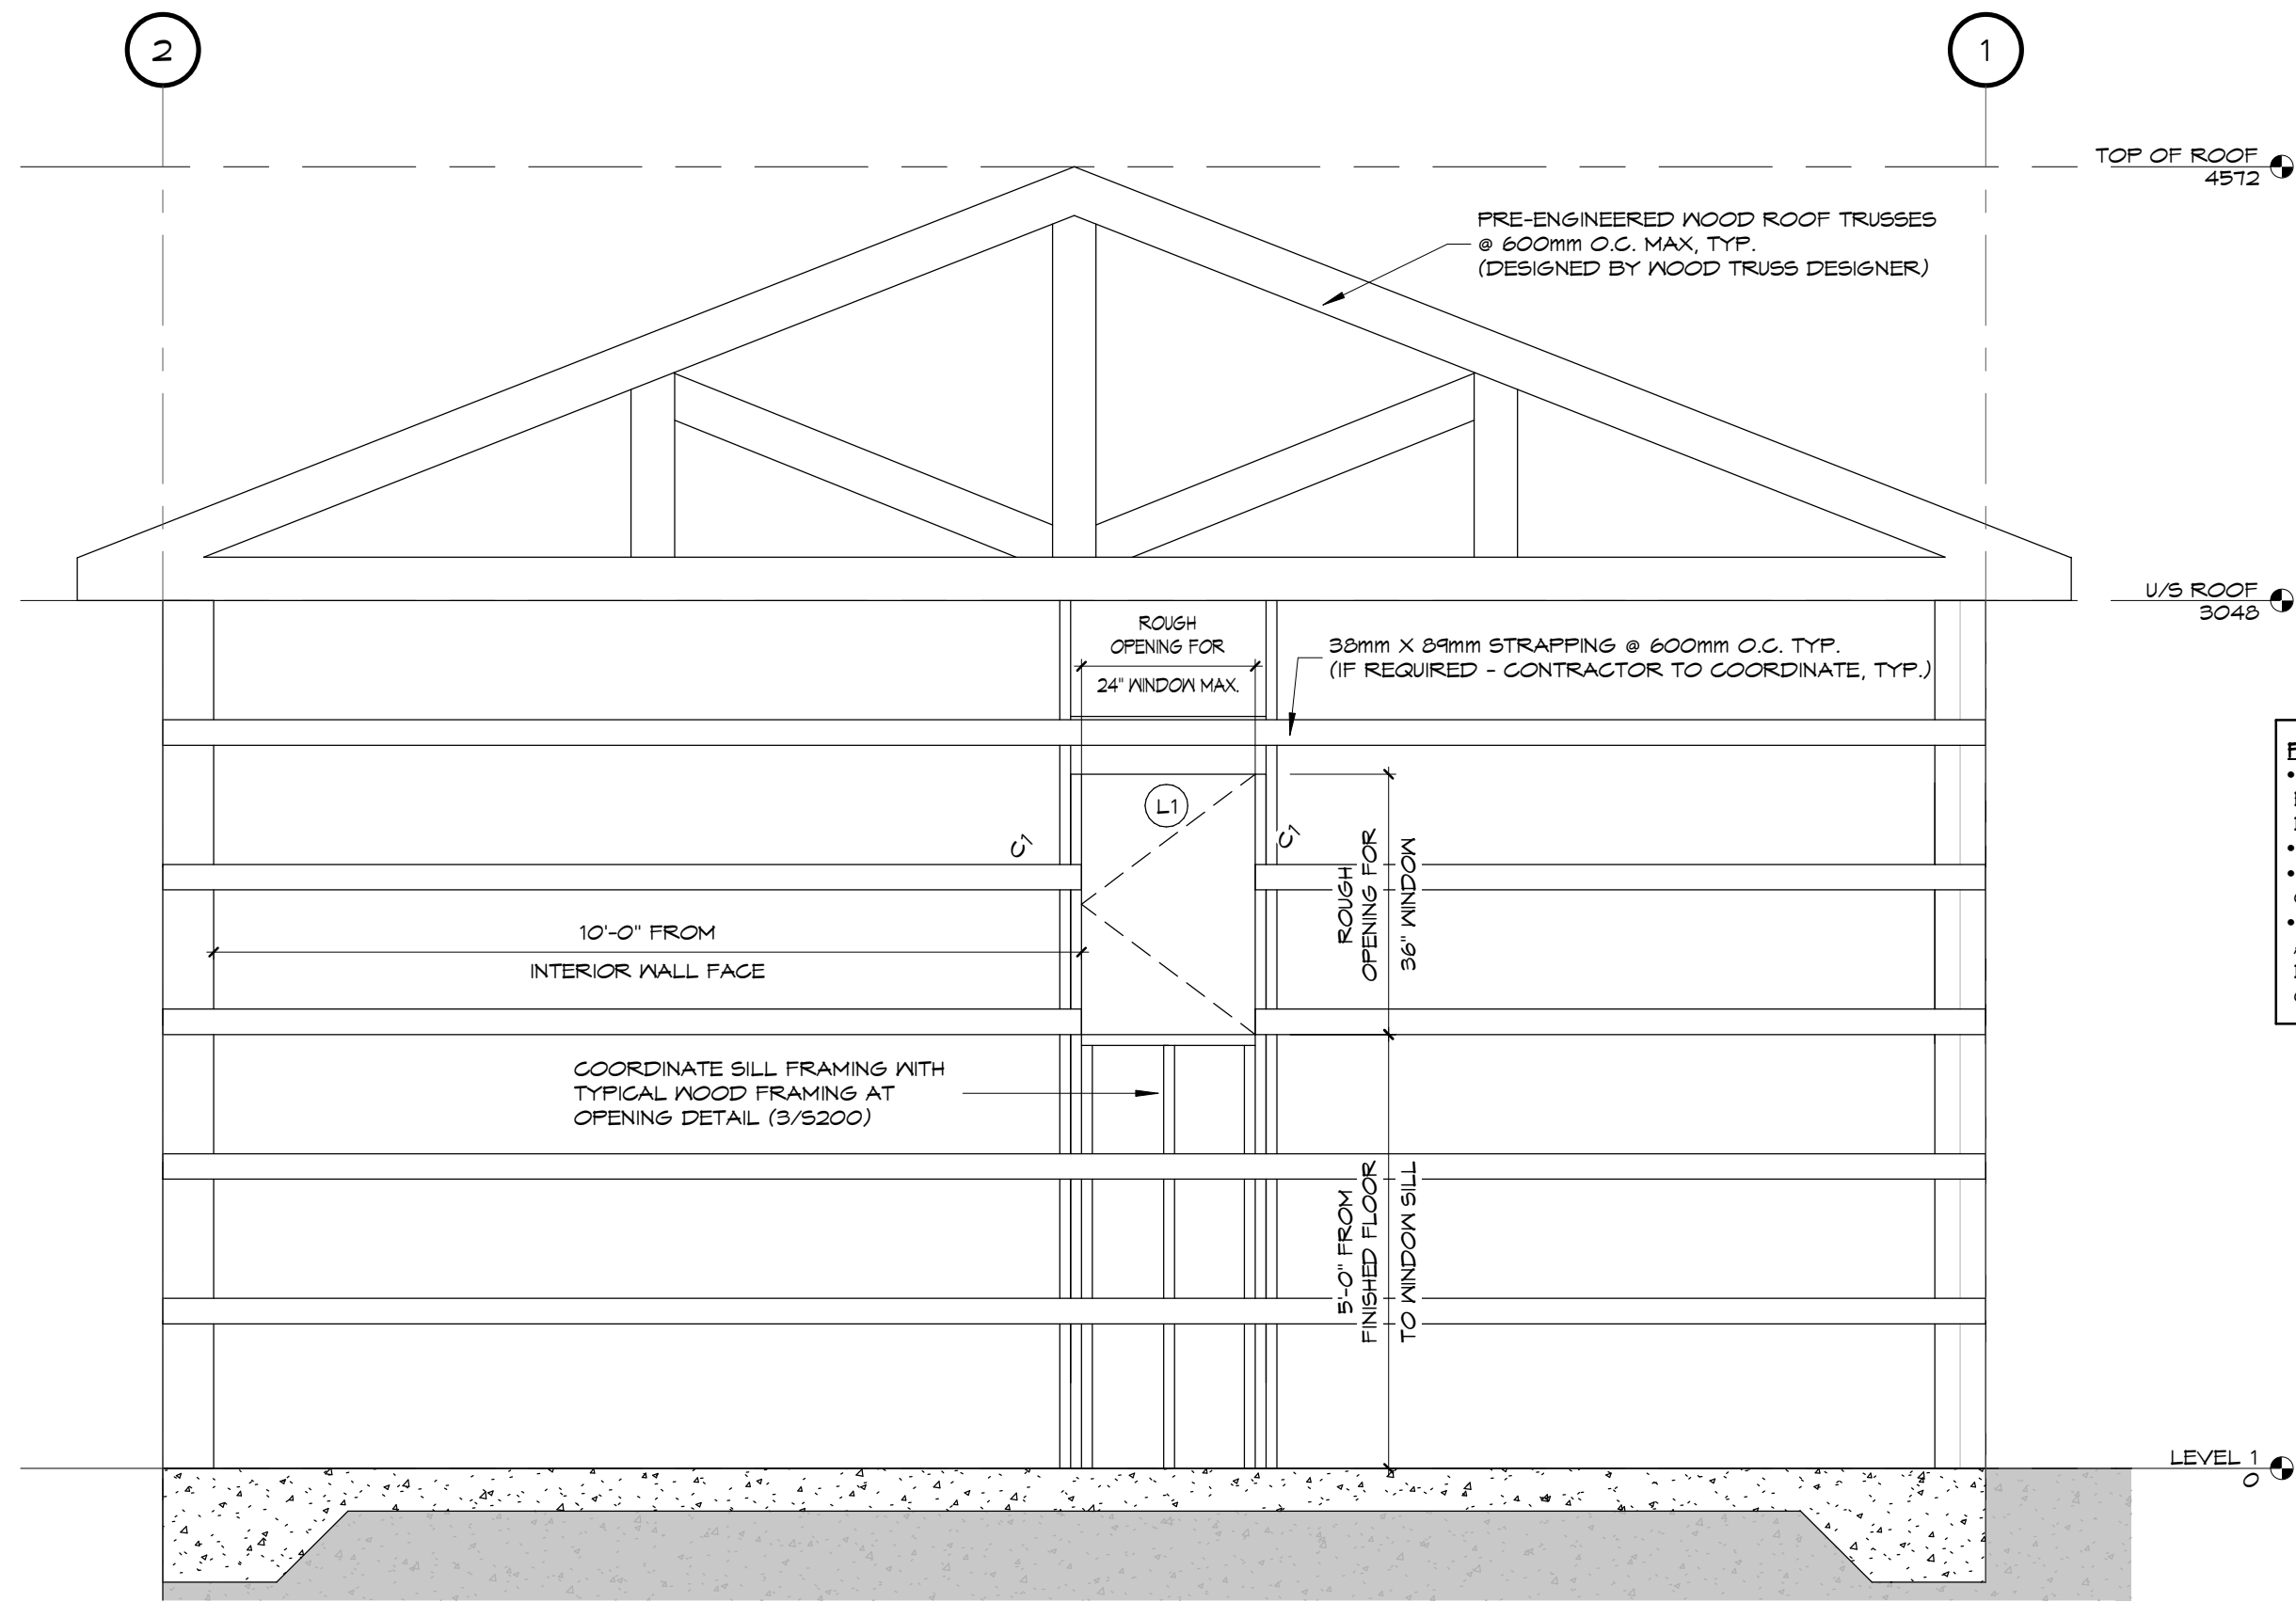 2
1
TOP OF ROOF
4572
PRE-ENGINEERED WOOD ROOF TRUSSES
@ 600mm O.C. MAX, TYP.
(DESIGNED BY WOOD TRUSS DESIGNER)
U/S ROOF
3048
ROUGH
OPENING FOR
24" WINDOW MAX.
38mm X 89mm STRAPPING @ 600mm O.C. TYP.
(IF REQUIRED - CONTRACTOR TO COORDINATE, TYP.)
L1
C1
C1
ROUGH
OPENING FOR
36" WINDOW
10'-0" FROM
INTERIOR WALL FACE
COORDINATE SILL FRAMING WITH
TYPICAL WOOD FRAMING AT
OPENING DETAIL (3/S200)
5'-0" FROM
FINISHED FLOOR
TO WINDOW SILL
LEVEL 1
0